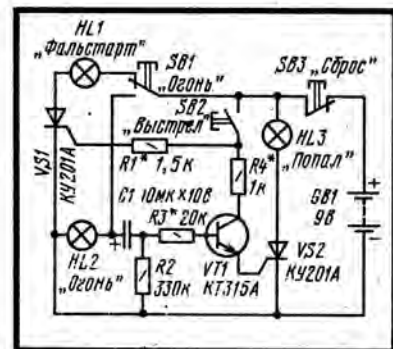 HL1
„Фальстарт"
SB1
„Огонь"
SB3 „Сброс"
SB2
„Выстрел"
VS1
КУ201А
R1* 1,5к
HL3
„Попал"
R4*
1к
C1 10мк×10В
R3* 20к
GB1
9В
+
−
+
HL2
„Огонь"
R2
330к
VT1
КТ315А
VS2
КУ201А